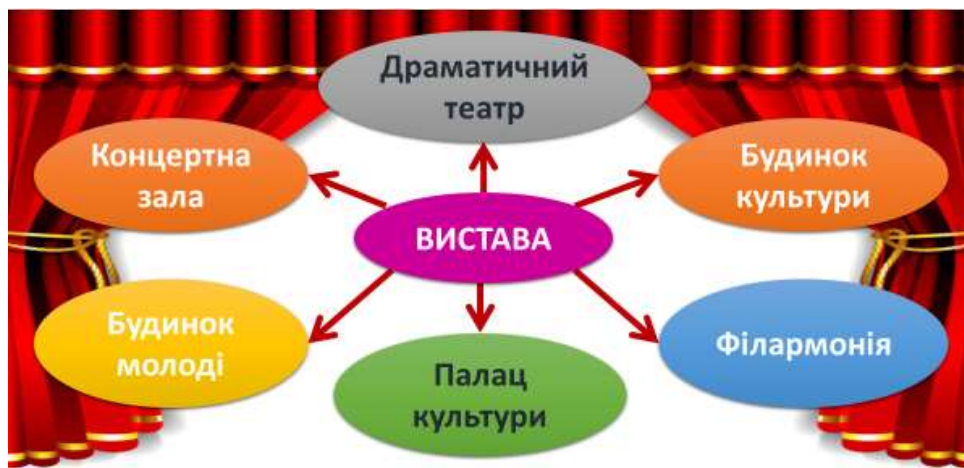 Драматичний
театр
Концертна
зала
Будинок
культури
ВИСТАВА
Будинок
молоді
Філармонія
Палац
культури